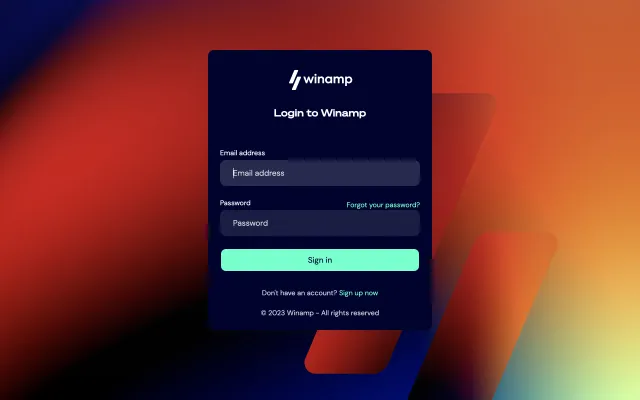 winamp
Login to Winamp
Email address
Email address
Password
Forgot your password?
Password
Sign in
Don't have an account? Sign up now
© 2023 Winamp - All rights reserved